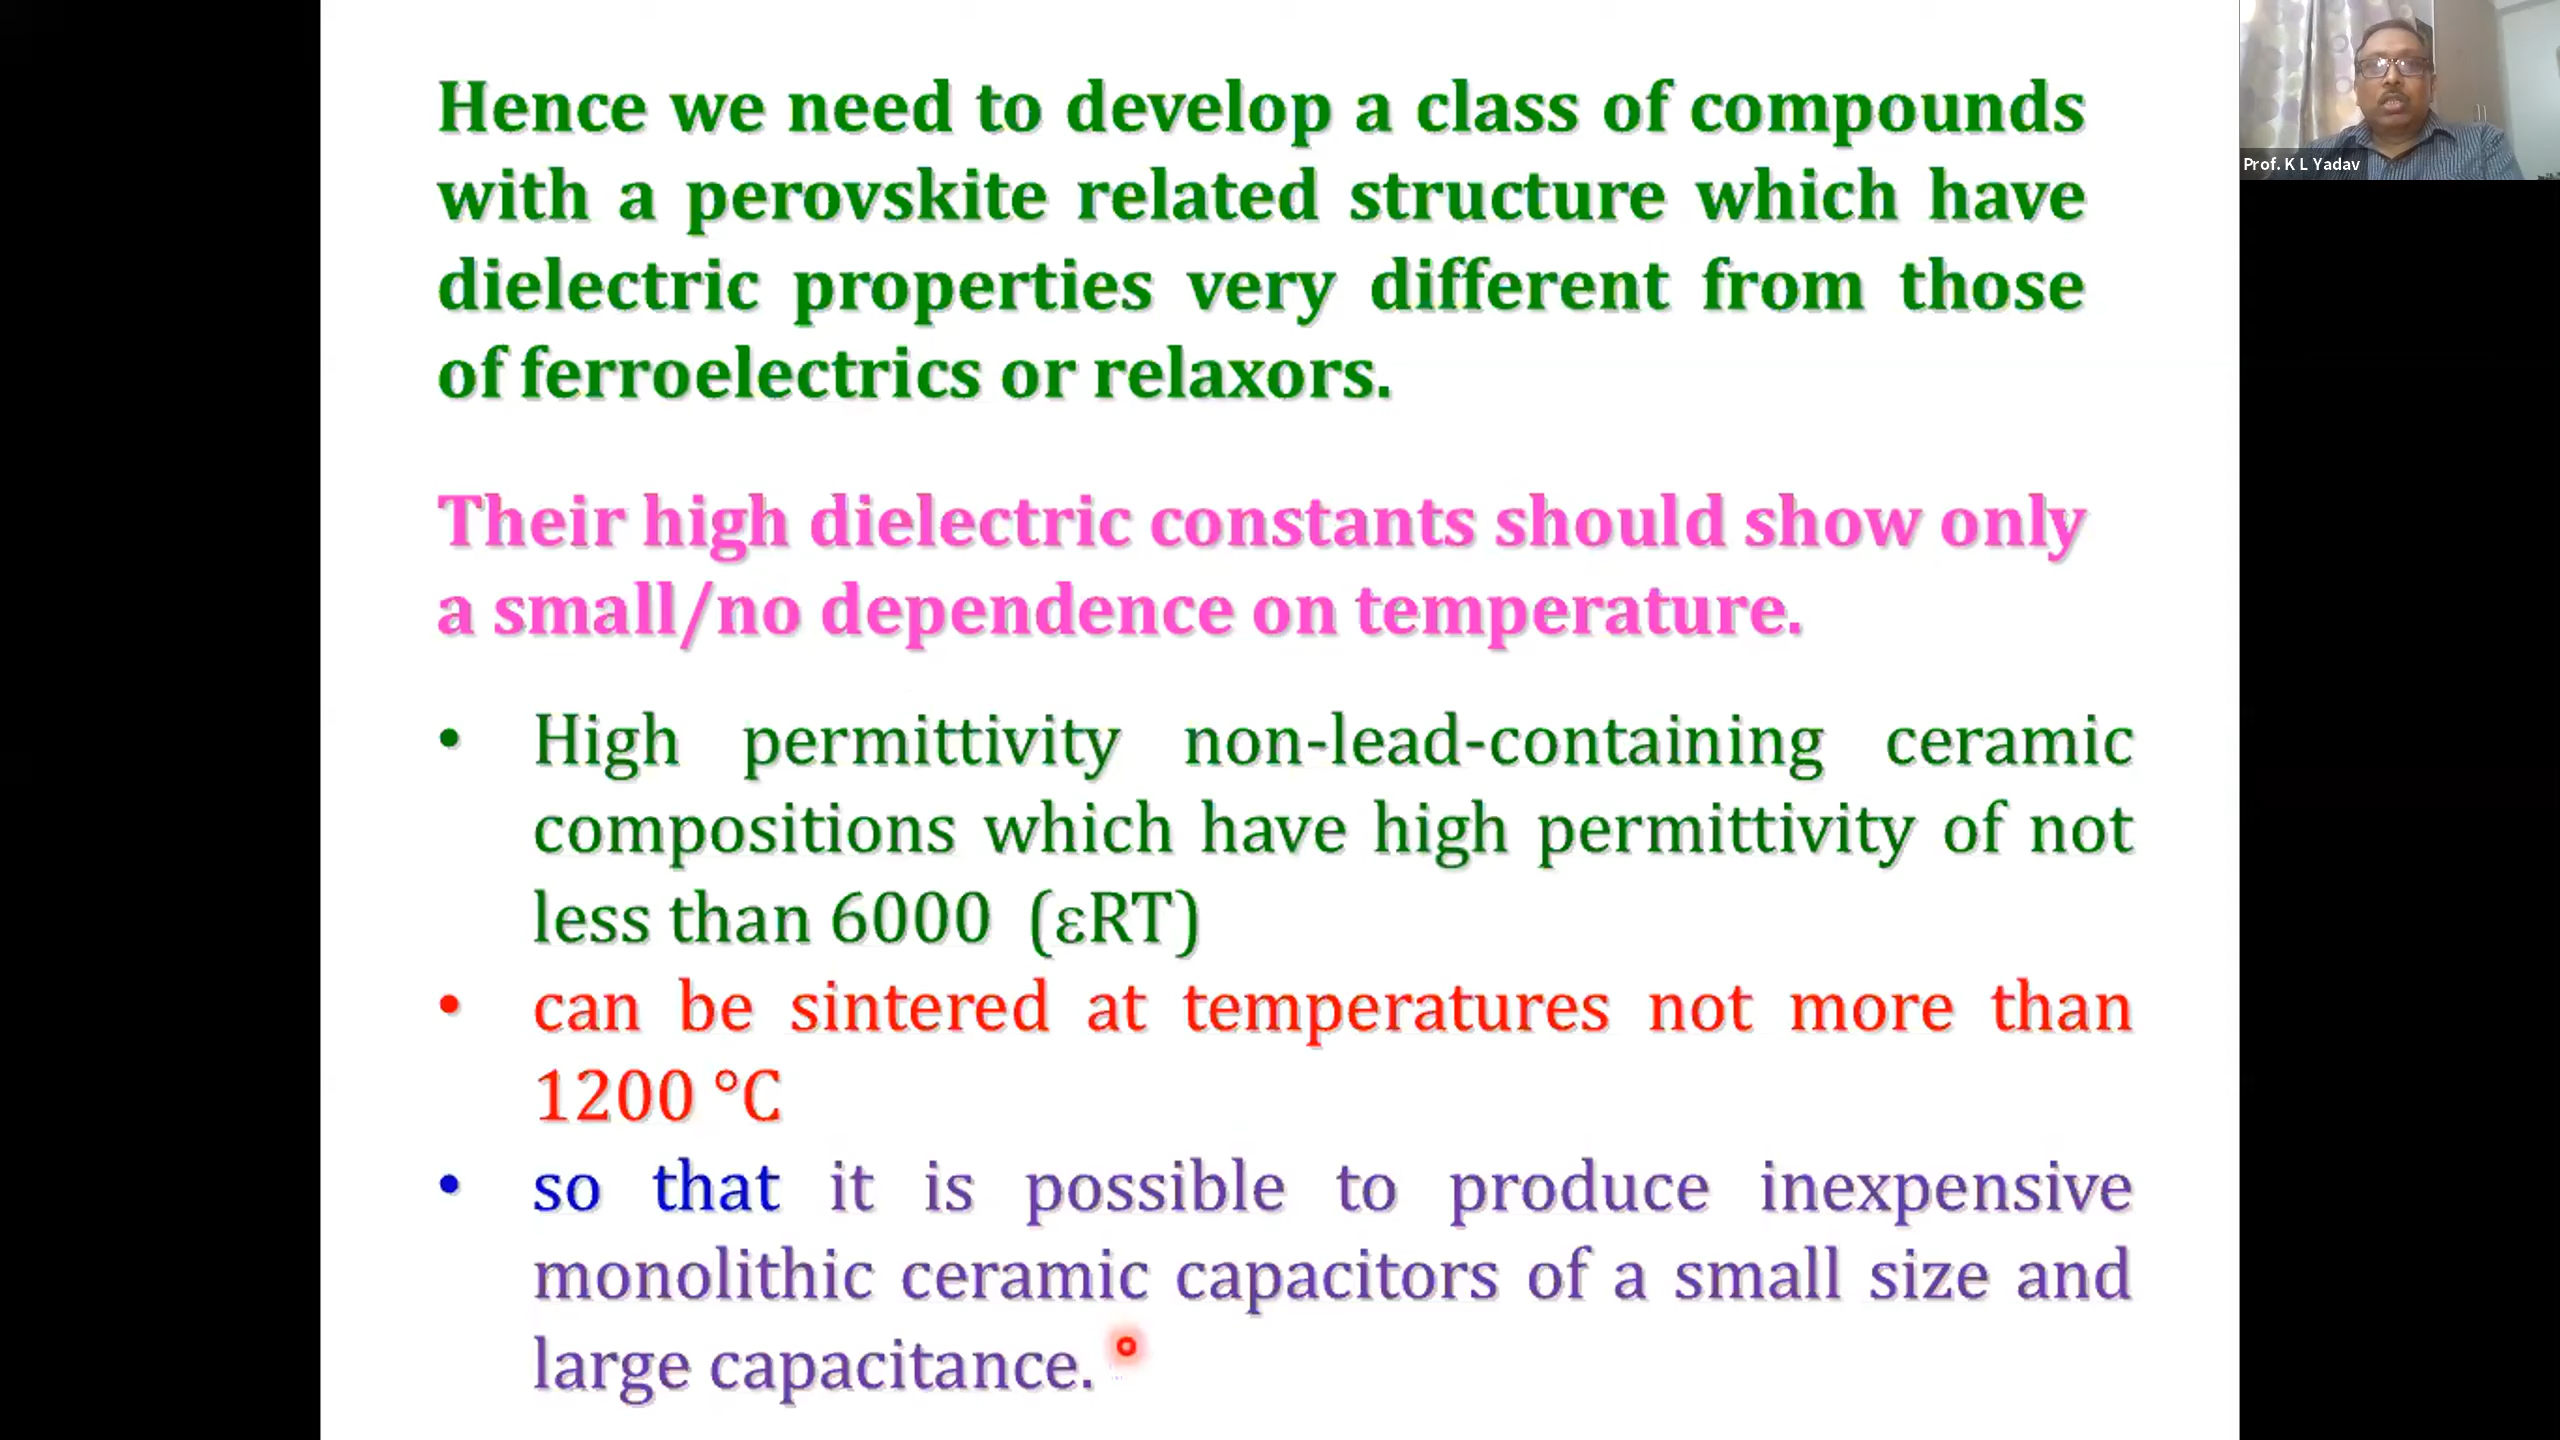 Hence we need to develop a class of compounds
with a perovskite related structure which have
dielectric properties very different from those
of ferroelectrics or relaxors.
Their high dielectric constants should show only
a small/no dependence on temperature.
• High permittivity non-lead-containing ceramic
compositions which have high permittivity of not
less than 6000 (εRT)
• can be sintered at temperatures not more than
1200 °C
• so that it is possible to produce inexpensive
monolithic ceramic capacitors of a small size and
large capacitance.
Prof. K L Yadav